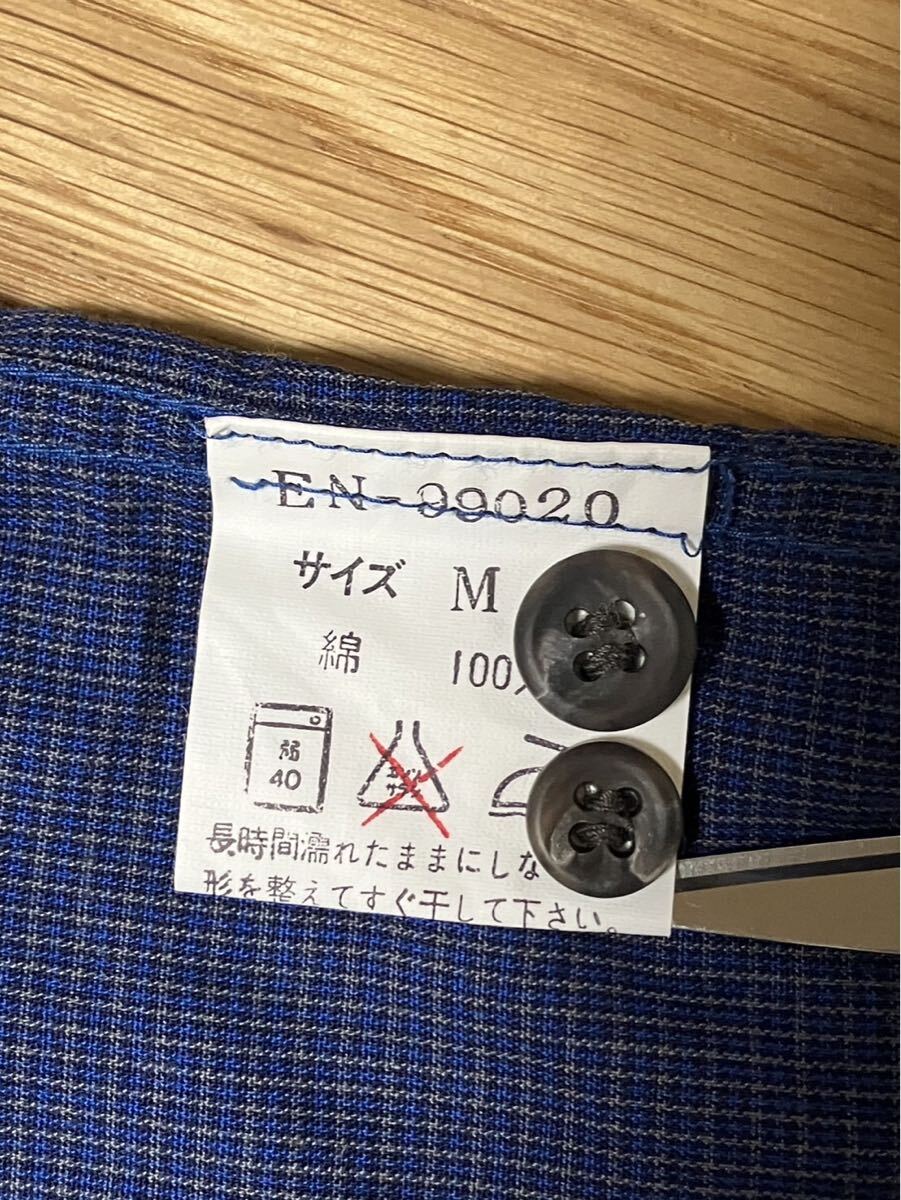 EN-99020
サイズ M
綿 100
弱
40
エンソ
サラシ
長時間濡れたままにしな
形を整えてすぐ干して下さい。